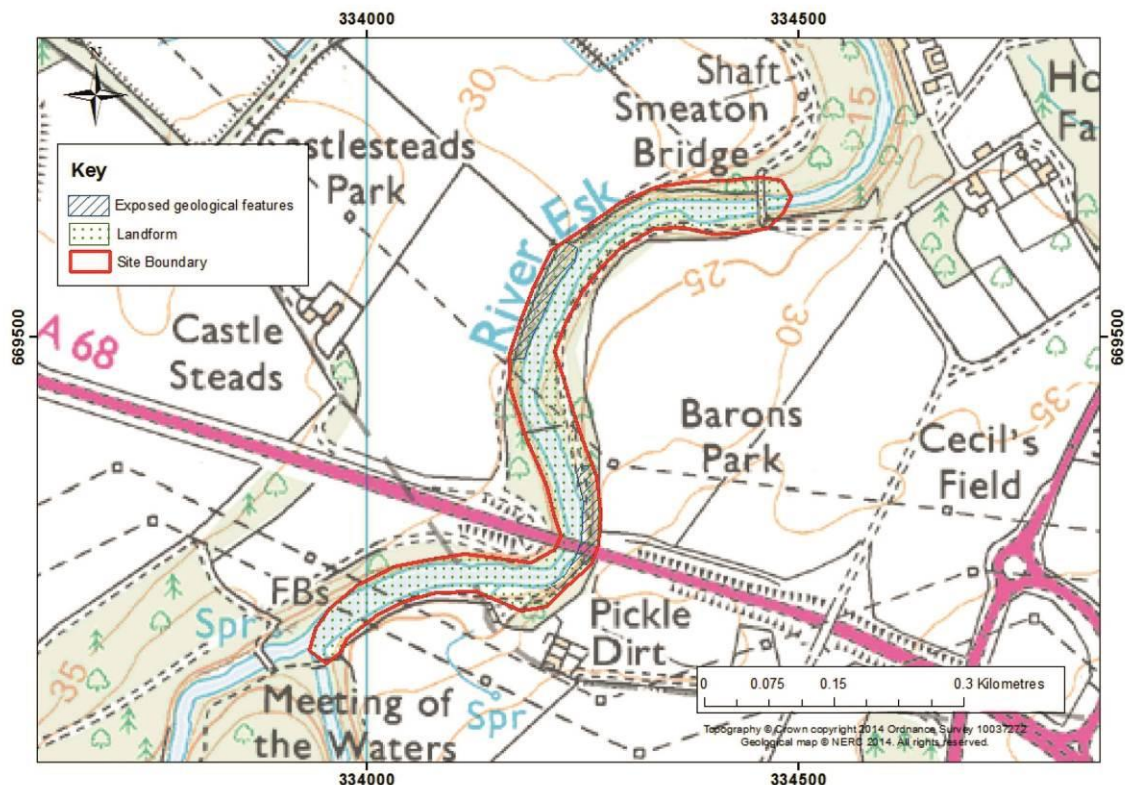 334000
334500
N
Key
Exposed geological features
Landform
Site Boundary
30
Shaft
Smeaton
Bridge
15
Ho
Fa
Castlesteads
Park
River Esk
25
30
669500
669500
A 68
Castle
Steads
Barons
Park
35
Cecil's
Field
FBs
Spr
Pickle
Dirt
35
Meeting of
the Waters
Spr
0 0.075 0.15 0.3 Kilometres
Topography © Crown copyright 2014 Ordnance Survey 10037272
Geological map © NERC 2014. All rights reserved.
334000
334500